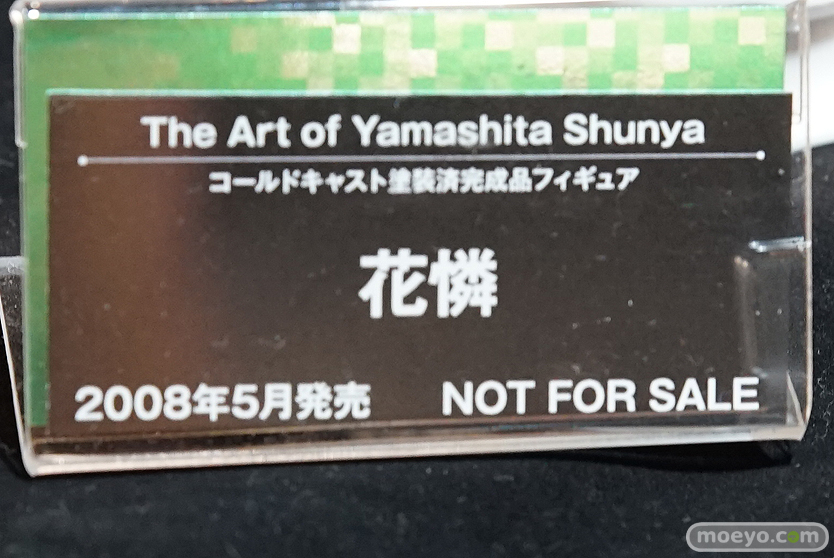 The Art of Yamashita Shunya
コールドキャスト塗装済完成品フィギュア
花憐
2008年5月発売 NOT FOR SALE
moeyo.com